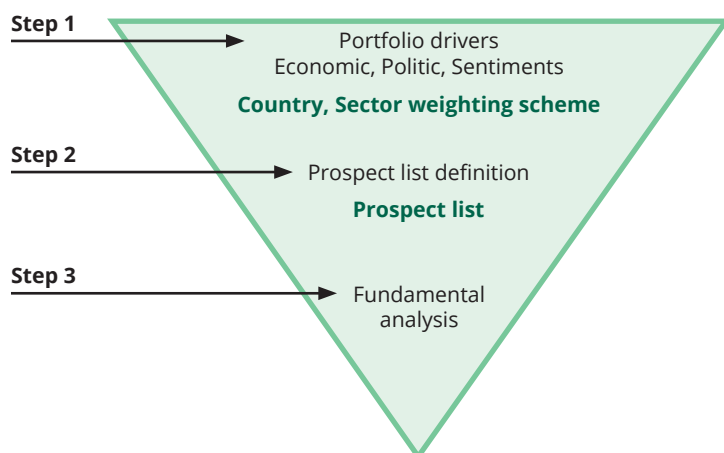 Step 1
Portfolio drivers
Economic, Politic, Sentiments
Country, Sector weighting scheme
Step 2
Prospect list definition
Prospect list
Step 3
Fundamental
analysis